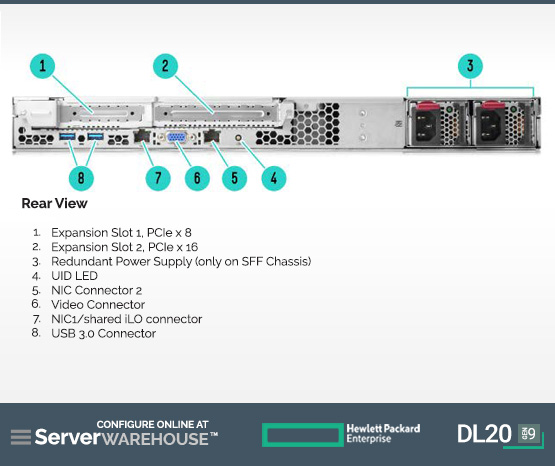 1
2
3
8
7
6
5
4
Rear View
1. Expansion Slot 1, PCIe x 8
2. Expansion Slot 2, PCIe x 16
3. Redundant Power Supply (only on SFF Chassis)
4. UID LED
5. NIC Connector 2
6. Video Connector
7. NIC1/shared iLO connector
8. USB 3.0 Connector
CONFIGURE ONLINE AT
ServerWAREHOUSE™
Hewlett Packard
Enterprise
DL20 GEN 9